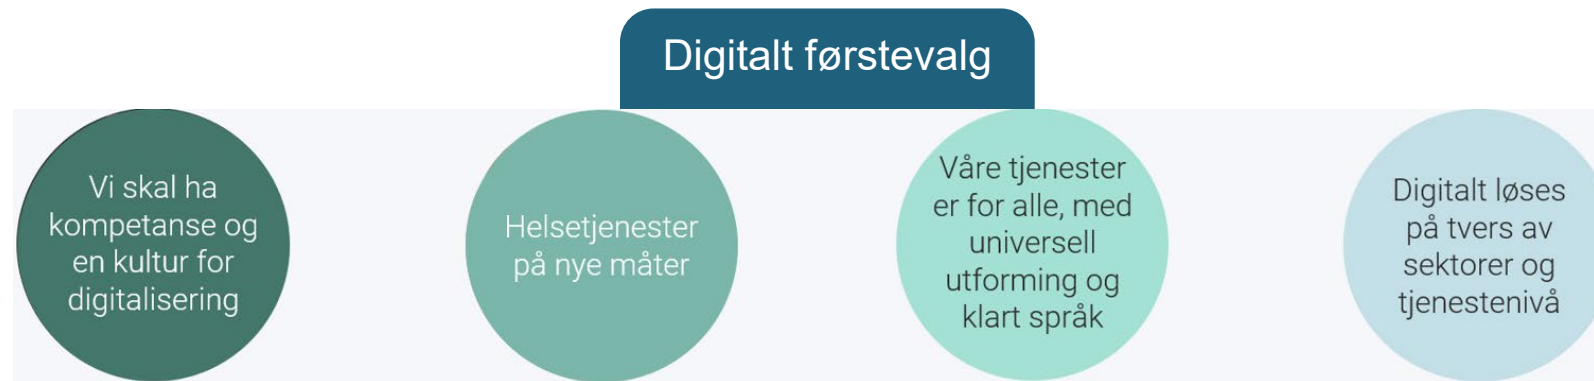 Digitalt førstevalg
Vi skal ha
kompetanse og
en kultur for
digitalisering
Helsetjenester
på nye måter
Våre tjenester
er for alle, med
universell
utforming og
klart språk
Digitalt løses
på tvers av
sektorer og
tjenestenivå